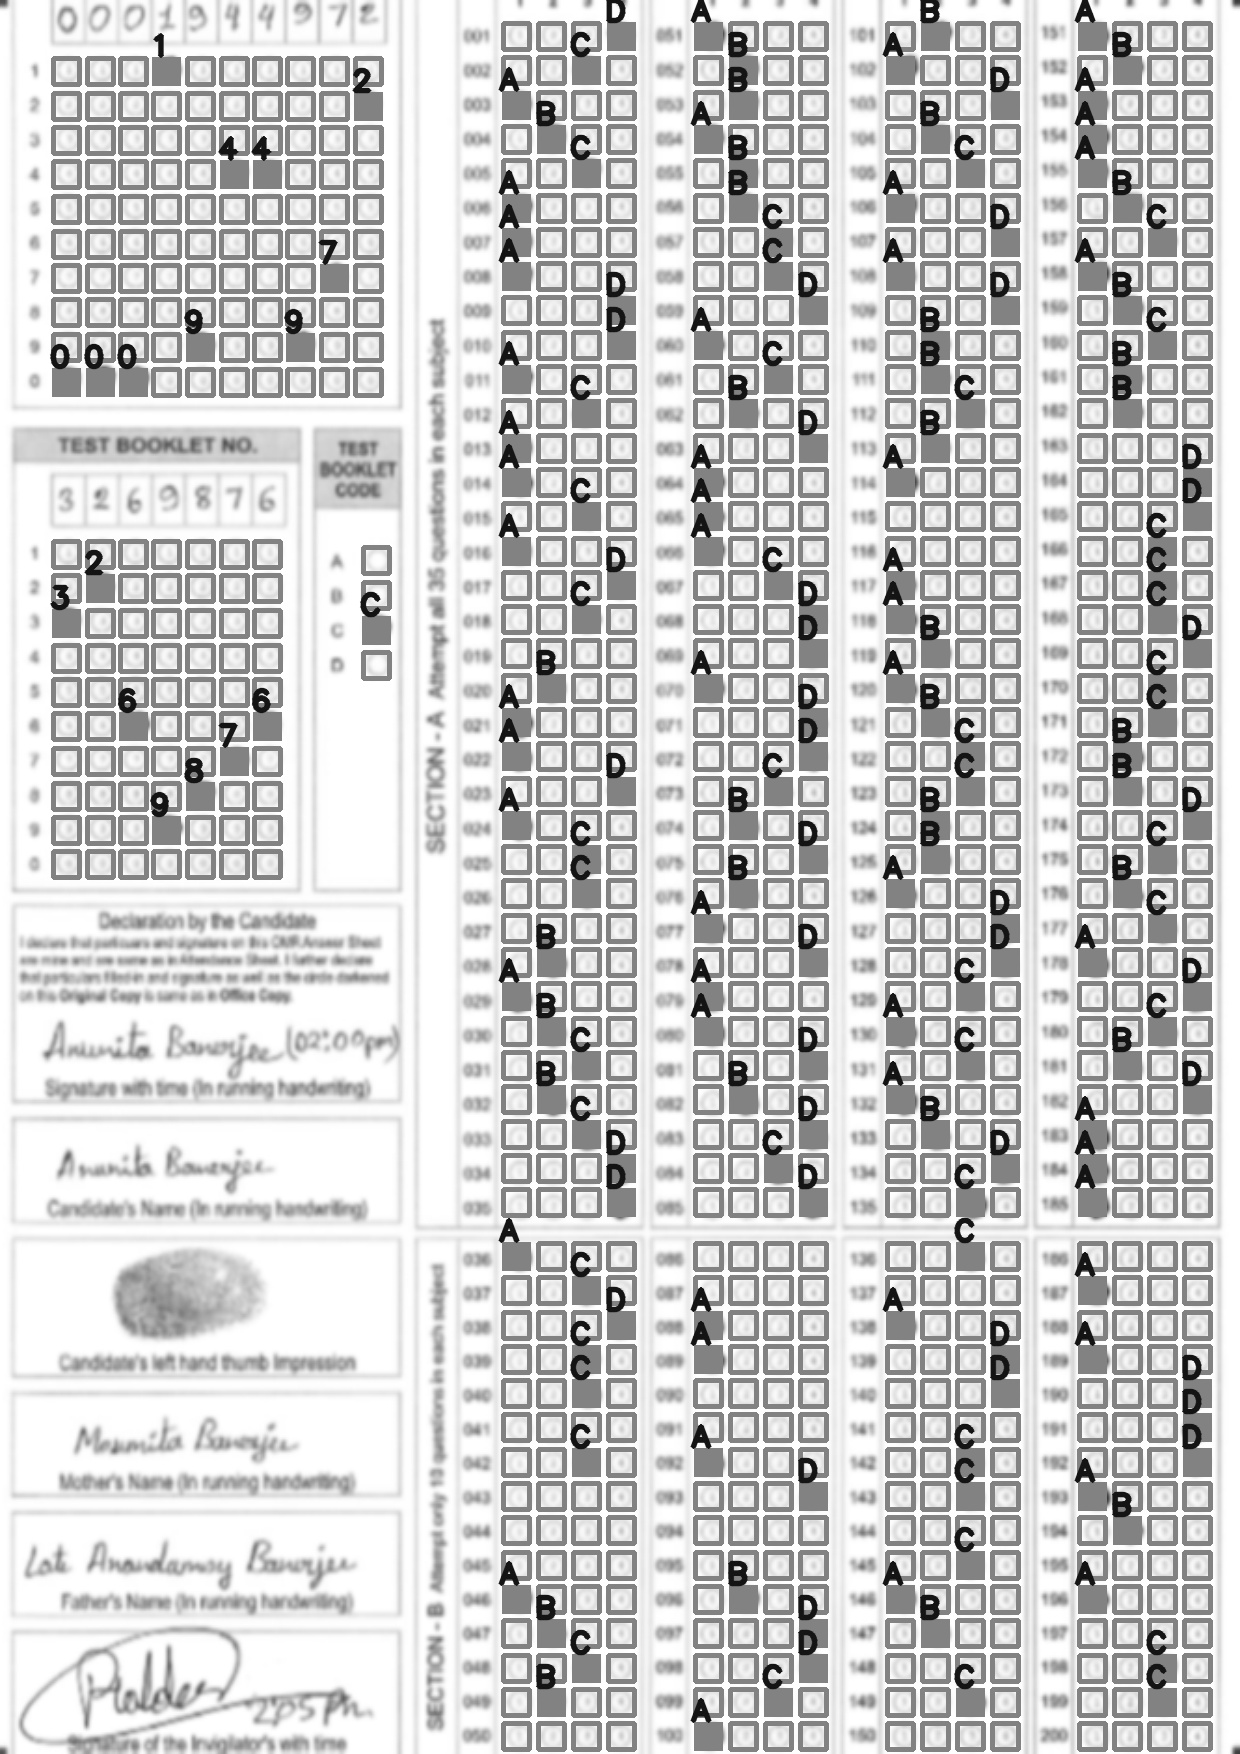 0 0 0 1 9 4 4 9 7 2
1
1
2 2
3
4 4 4
5
6
7 7
8
9 9 9
0 0 0 0
TEST BOOKLET NO.
3 2 6 9 8 7 6
1
2 2
3 3
4
5
6 6 6
7 7
8 8
9 9
0
TEST
BOOKLET
CODE
A
B
C C
D
Declaration by the Candidate
I declare that particulars and signature on this OMR Answer Sheet
are mine and are same as in Attendance Sheet. I further declare
that particulars filled-in and signature as well as the circle darkened
on this Original Copy is same as in Office Copy.
Anunita Banerjee (02:00pm)
Signature with time (In running handwriting)
Anunita Banerjee
Candidate's Name (In running handwriting)
Candidate's left hand thumb Impression
Moumita Banerjee
Mother's Name (In running handwriting)
Late Anandamoy Banerjee
Father's Name (In running handwriting)
2:05 Pm
Signature of the Invigilator's with time
SECTION - A Attempt all 35 questions in each subject
001 D
002 C
003 A
004 B
005 C
006 A
007 A
008 A
009 D
010 D
011 A
012 C
013 A
014 A
015 C
016 A
017 D
018 C
019
020 B
021 A
022 A
023 D
024 A
025 C
026 C
027
028 B
029 A
030 B
031 C
032 B
033 C
034 D
035 D
SECTION - B Attempt only 10 questions in each subject
036 A
037 C
038 D
039 C
040 C
041
042 C
043
044
045
046 A
047 B
048 C
049 B
050
051 A
052 B
053 B
054 A
055 B
056 B
057 C
058 C
059 D
060 A
061 C
062 B
063 D
064 A
065 A
066 A
067 C
068 D
069 D
070 A
071 D
072 D
073 C
074 B
075 D
076 B
077 A
078 D
079 A
080 A
081 D
082 B
083 D
084 C
085 D
086
087
088 A
089 A
090
091
092 A
093 D
094
095
096 B
097 D
098 D
099 C
100 A
101 B
102 A
103 D
104 B
105 C
106 A
107 D
108 A
109 D
110 B
111 B
112 C
113 B
114 A
115
116
117 A
118 A
119 B
120 A
121 B
122 C
123 C
124 B
125 B
126 A
127 D
128 D
129 C
130 A
131 C
132 A
133 B
134 D
135 C
136 C
137
138 A
139 D
140 D
141
142 C
143 C
144
145 C
146 A
147 B
148
149 C
150
151 A
152 B
153 A
154 A
155 A
156 B
157 C
158 A
159 B
160 C
161 B
162 B
163
164 D
165 D
166 C
167 C
168 C
169 D
170 C
171 C
172 B
173 B
174 D
175 C
176 B
177 C
178 A
179 D
180 C
181 B
182 D
183 A
184 A
185 A
186
187 A
188
189 A
190 D
191 D
192 D
193 A
194 B
195
196 A
197
198 C
199 C
200